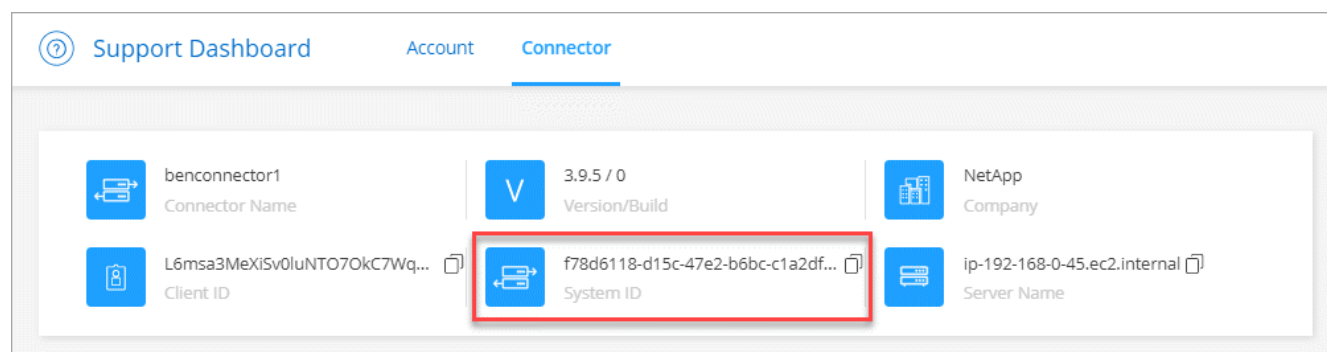 Support Dashboard Account Connector
benconnector1
Connector Name
V
3.9.5 / 0
Version/Build
NetApp
Company
L6msa3MeXiSv0luNTO7OkC7Wq...
Client ID
f78d6118-d15c-47e2-b6bc-c1a2df...
System ID
ip-192-168-0-45.ec2.internal
Server Name